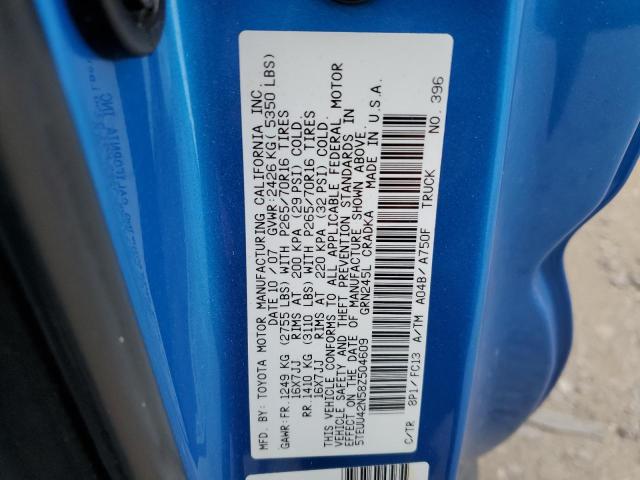 MFD. BY: TOYOTA MOTOR MANUFACTURING CALIFORNIA INC.
DATE 10 / 07 GVWR: 2426 KG ( 5350 LBS)
GAWR: FR. 1249 KG (2755 LBS) WITH P265/70R16 TIRES
16X7JJ RIMS AT 200 KPA (29 PSI) COLD.
RR. 1410 KG (3110 LBS) WITH P265/70R16 TIRES
16X7JJ RIMS AT 220 KPA (32 PSI) COLD.
THIS VEHICLE CONFORMS TO ALL APPLICABLE FEDERAL MOTOR
VEHICLE SAFETY AND THEFT PREVENTION STANDARDS IN
EFFECT ON THE DATE OF MANUFACTURE SHOWN ABOVE.
5TEUU42N58Z504609 GRN245L CRADKA MADE IN U.S.A.
C/TR 8P1 / FC13 A/TM A04B / A750F TRUCK NO. 396